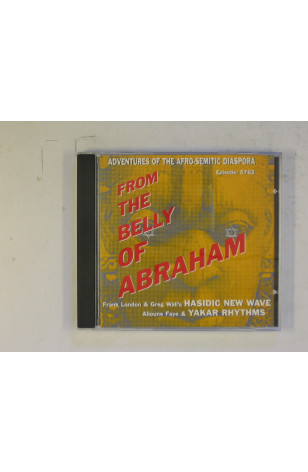 ADVENTURES OF THE AFRO-SEMITIC DIASPORA
Episode 5763
FROM
THE
BELLY
OF
ABRAHAM
Frank London & Greg Wall's HASIDIC NEW WAVE
Alioune Faye & YAKAR RHYTHMS